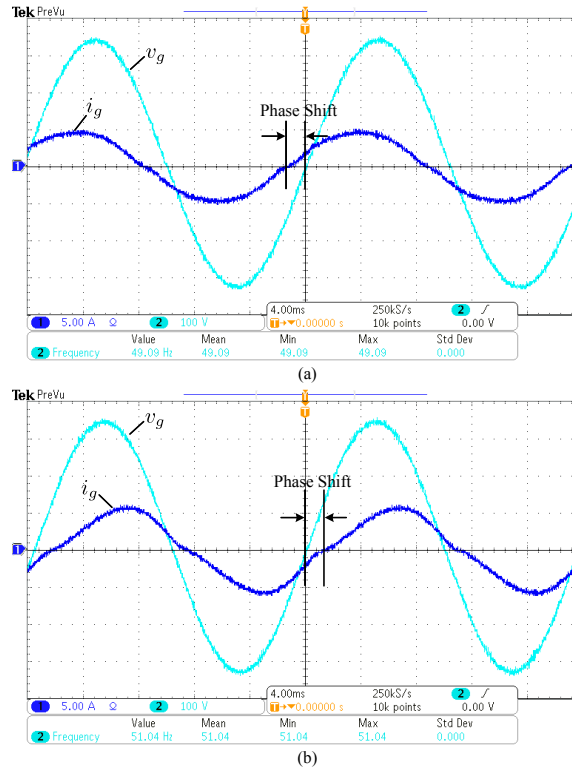 Tek PreVu
T
T
v_g
i_g
Phase Shift
1
1 5.00 A Ω 2 100 V
4.00ms 250kS/s 2
T→▼0.00000 s 10k points 0.00 V
Value Mean Min Max Std Dev
2 Frequency 49.09 Hz 49.09 49.09 49.09 0.000
(a)
Tek PreVu
T
T
v_g
i_g
Phase Shift
1
1 5.00 A Ω 2 100 V
4.00ms 250kS/s 2
T→▼0.00000 s 10k points 0.00 V
Value Mean Min Max Std Dev
2 Frequency 51.04 Hz 51.04 51.04 51.04 0.000
(b)